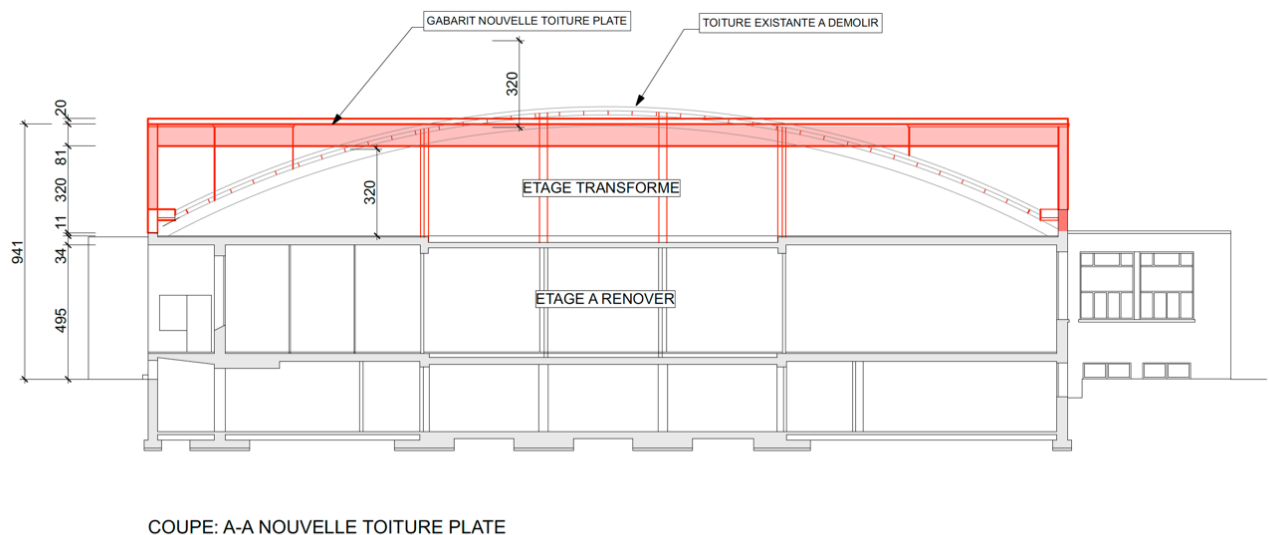 GABARIT NOUVELLE TOITURE PLATE
TOITURE EXISTANTE A DEMOLIR
320
20
81
320
320
ETAGE TRANSFORME
11
941
34
ETAGE A RENOVER
495
COUPE: A-A NOUVELLE TOITURE PLATE